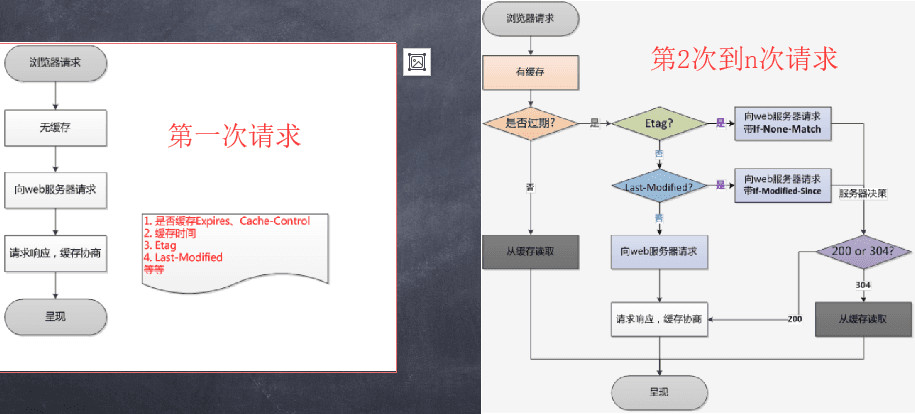 浏览器请求
无缓存
向web服务器请求
请求响应，缓存协商
呈现
第一次请求
1. 是否缓存Expires、Cache-Control
2. 缓存时间
3. Etag
4. Last-Modified
等等
第2次到n次请求
浏览器请求
有缓存
是否过期?
是
Etag?
是
向web服务器请求
带If-None-Match
否
否
Last-Modified?
是
向web服务器请求
带If-Modified-Since
服务器决策
否
从缓存读取
向web服务器请求
200 or 304?
304
请求响应，缓存协商
200
从缓存读取
呈现